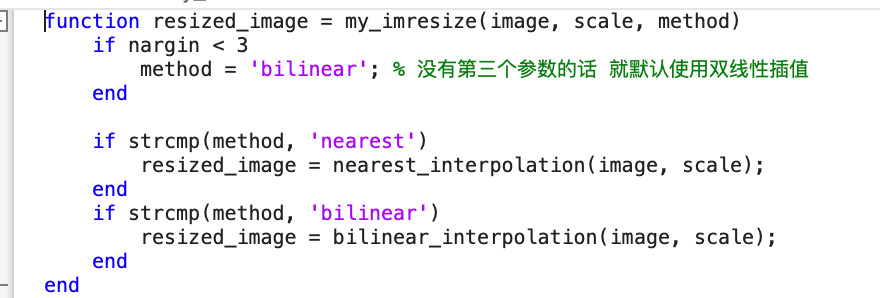 function resized_image = my_imresize(image, scale, method)
    if nargin < 3
        method = 'bilinear'; % 没有第三个参数的话 就默认使用双线性插值
    end

    if strcmp(method, 'nearest')
        resized_image = nearest_interpolation(image, scale);
    end
    if strcmp(method, 'bilinear')
        resized_image = bilinear_interpolation(image, scale);
    end
end